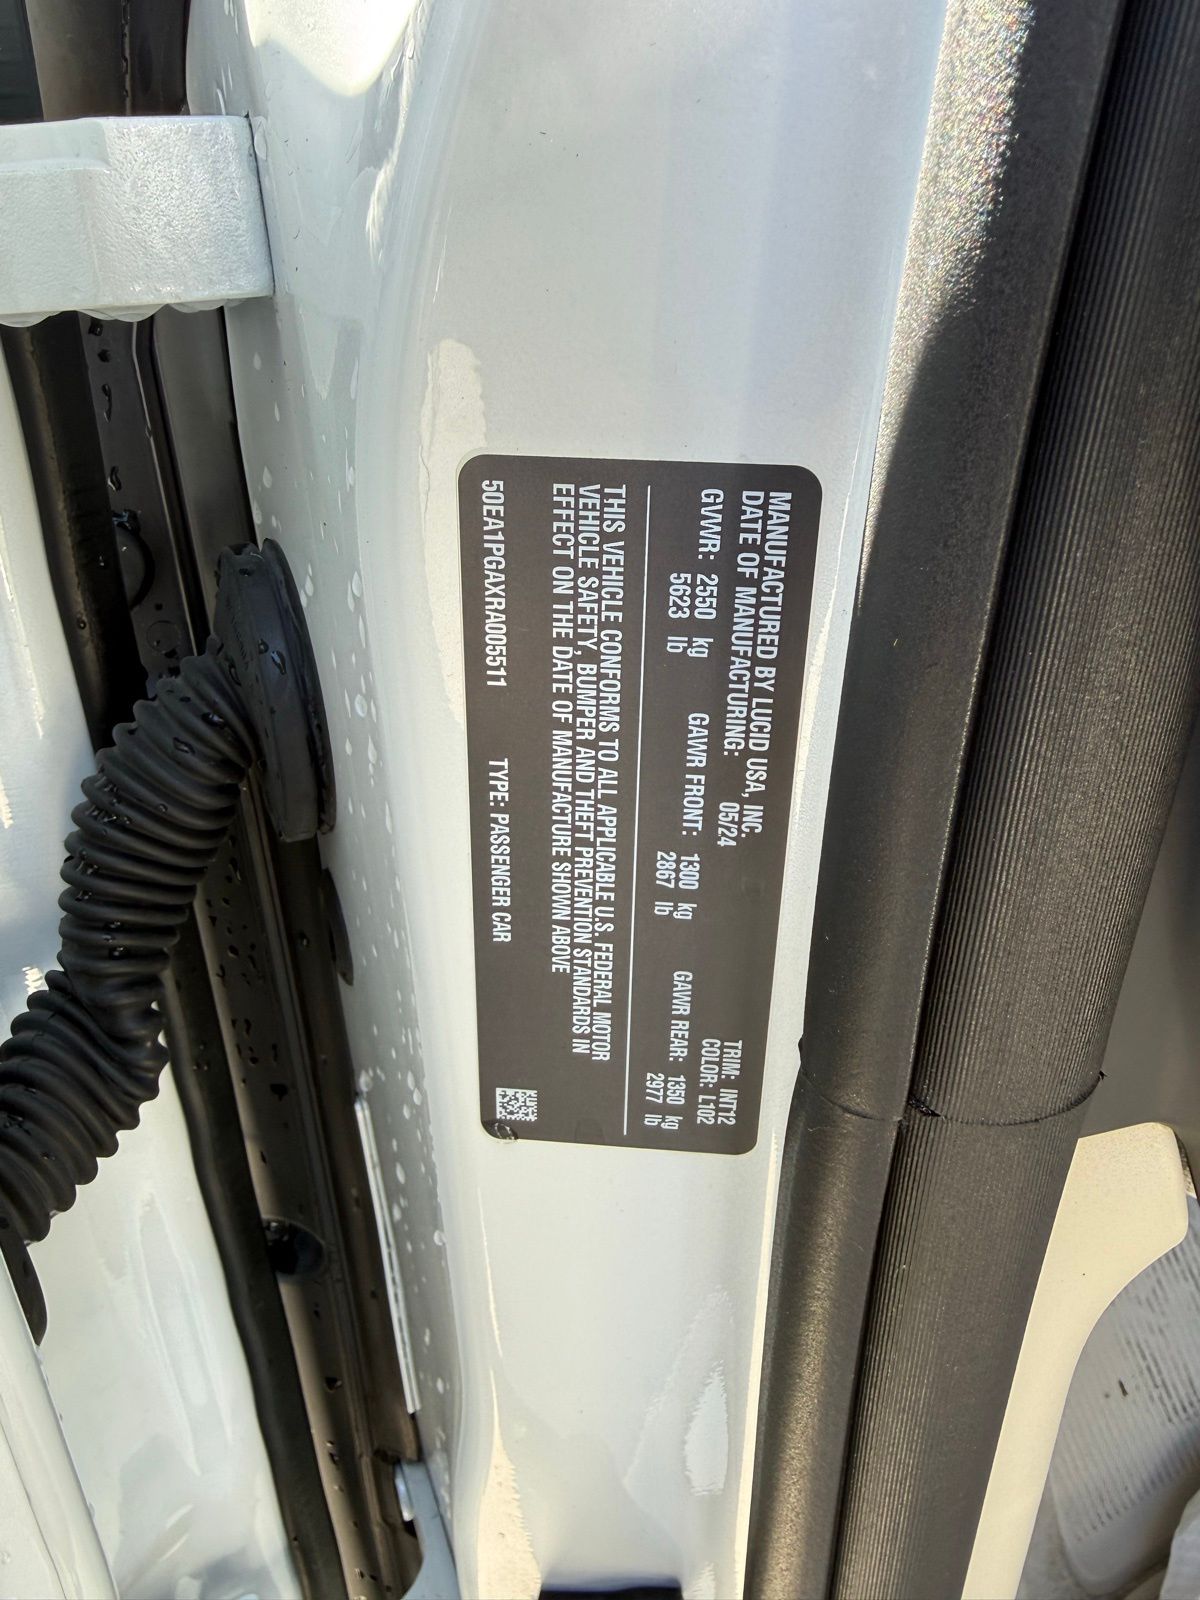 MANUFACTURED BY LUCID USA, INC.
DATE OF MANUFACTURING: 05/24
TRIM: INT12
COLOR: L102
GVWR: 2550 kg GAWR FRONT: 1300 kg GAWR REAR: 1350 kg
5623 lb 2867 lb 2977 lb
THIS VEHICLE CONFORMS TO ALL APPLICABLE U.S. FEDERAL MOTOR
VEHICLE SAFETY, BUMPER AND THEFT PREVENTION STANDARDS IN
EFFECT ON THE DATE OF MANUFACTURE SHOWN ABOVE
50EA1PGAXRA005511 TYPE: PASSENGER CAR